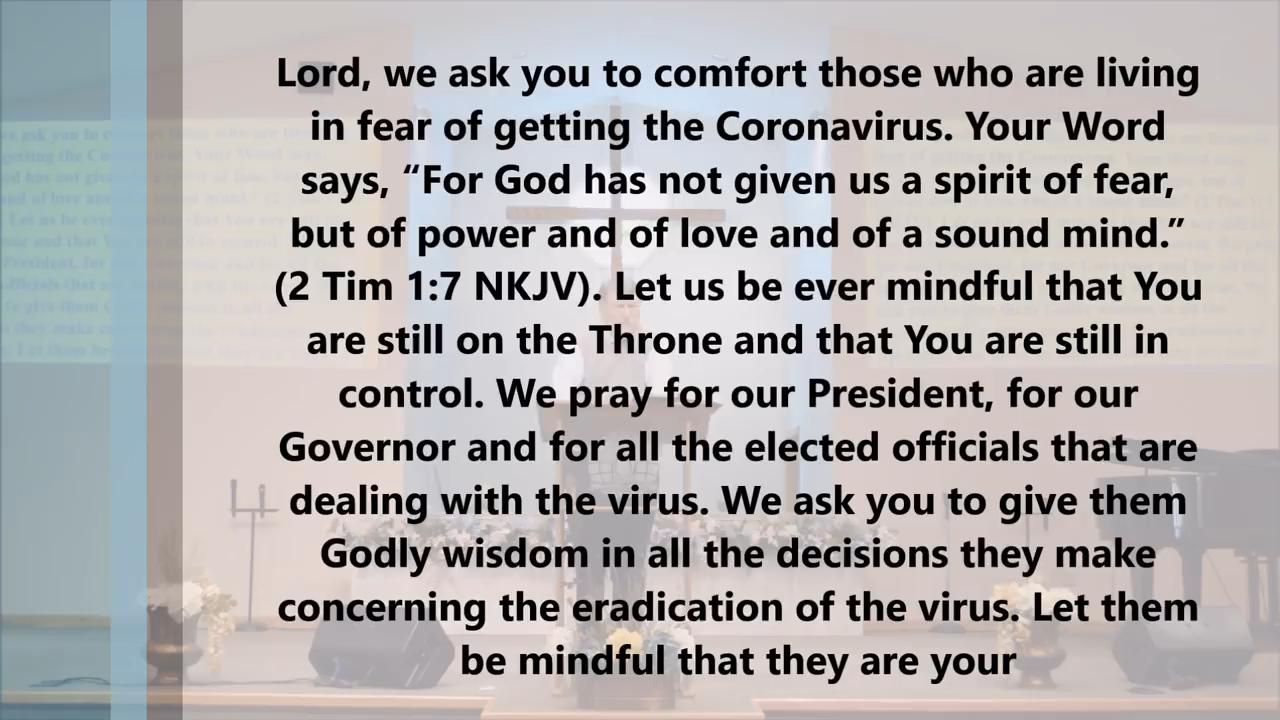 Lord, we ask you to comfort those who are living
in fear of getting the Coronavirus. Your Word
says, “For God has not given us a spirit of fear,
but of power and of love and of a sound mind.”
(2 Tim 1:7 NKJV). Let us be ever mindful that You
are still on the Throne and that You are still in
control. We pray for our President, for our
Governor and for all the elected officials that are
dealing with the virus. We ask you to give them
Godly wisdom in all the decisions they make
concerning the eradication of the virus. Let them
be mindful that they are your